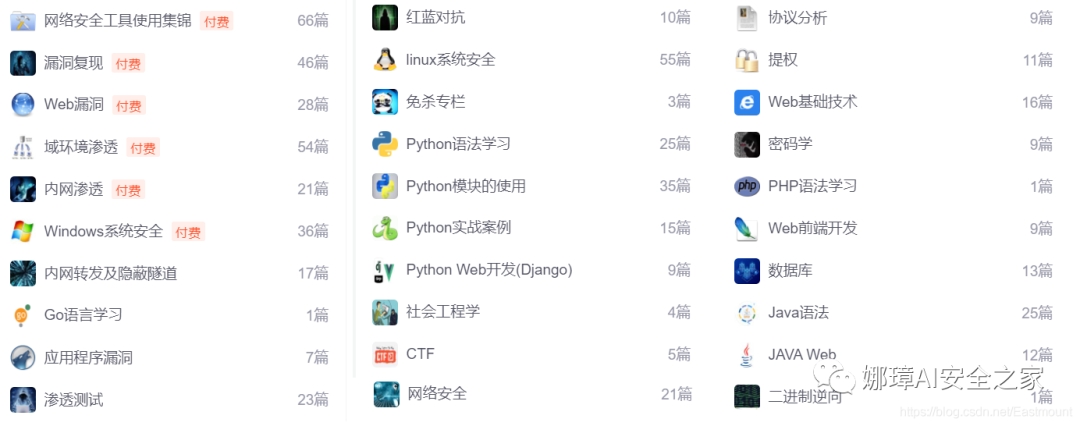 网络安全工具使用集锦 付费 66篇
漏洞复现 付费 46篇
Web漏洞 付费 28篇
域环境渗透 付费 54篇
内网渗透 付费 21篇
Windows系统安全 付费 36篇
内网转发及隐蔽隧道 17篇
Go语言学习 1篇
应用程序漏洞 7篇
渗透测试 23篇
红蓝对抗 10篇
linux系统安全 55篇
免杀专栏 3篇
Python语法学习 25篇
Python模块的使用 35篇
Python实战案例 15篇
Python Web开发(Django) 9篇
社会工程学 4篇
CTF 5篇
网络安全 21篇
协议分析 9篇
提权 11篇
Web基础技术 16篇
密码学 9篇
php PHP语法学习 1篇
Web前端开发 9篇
数据库 13篇
Java语法 25篇
JAVA Web 12篇
二进制逆向 1篇
娜璋AI安全之家
https://blog.csdn.net/Eastmount